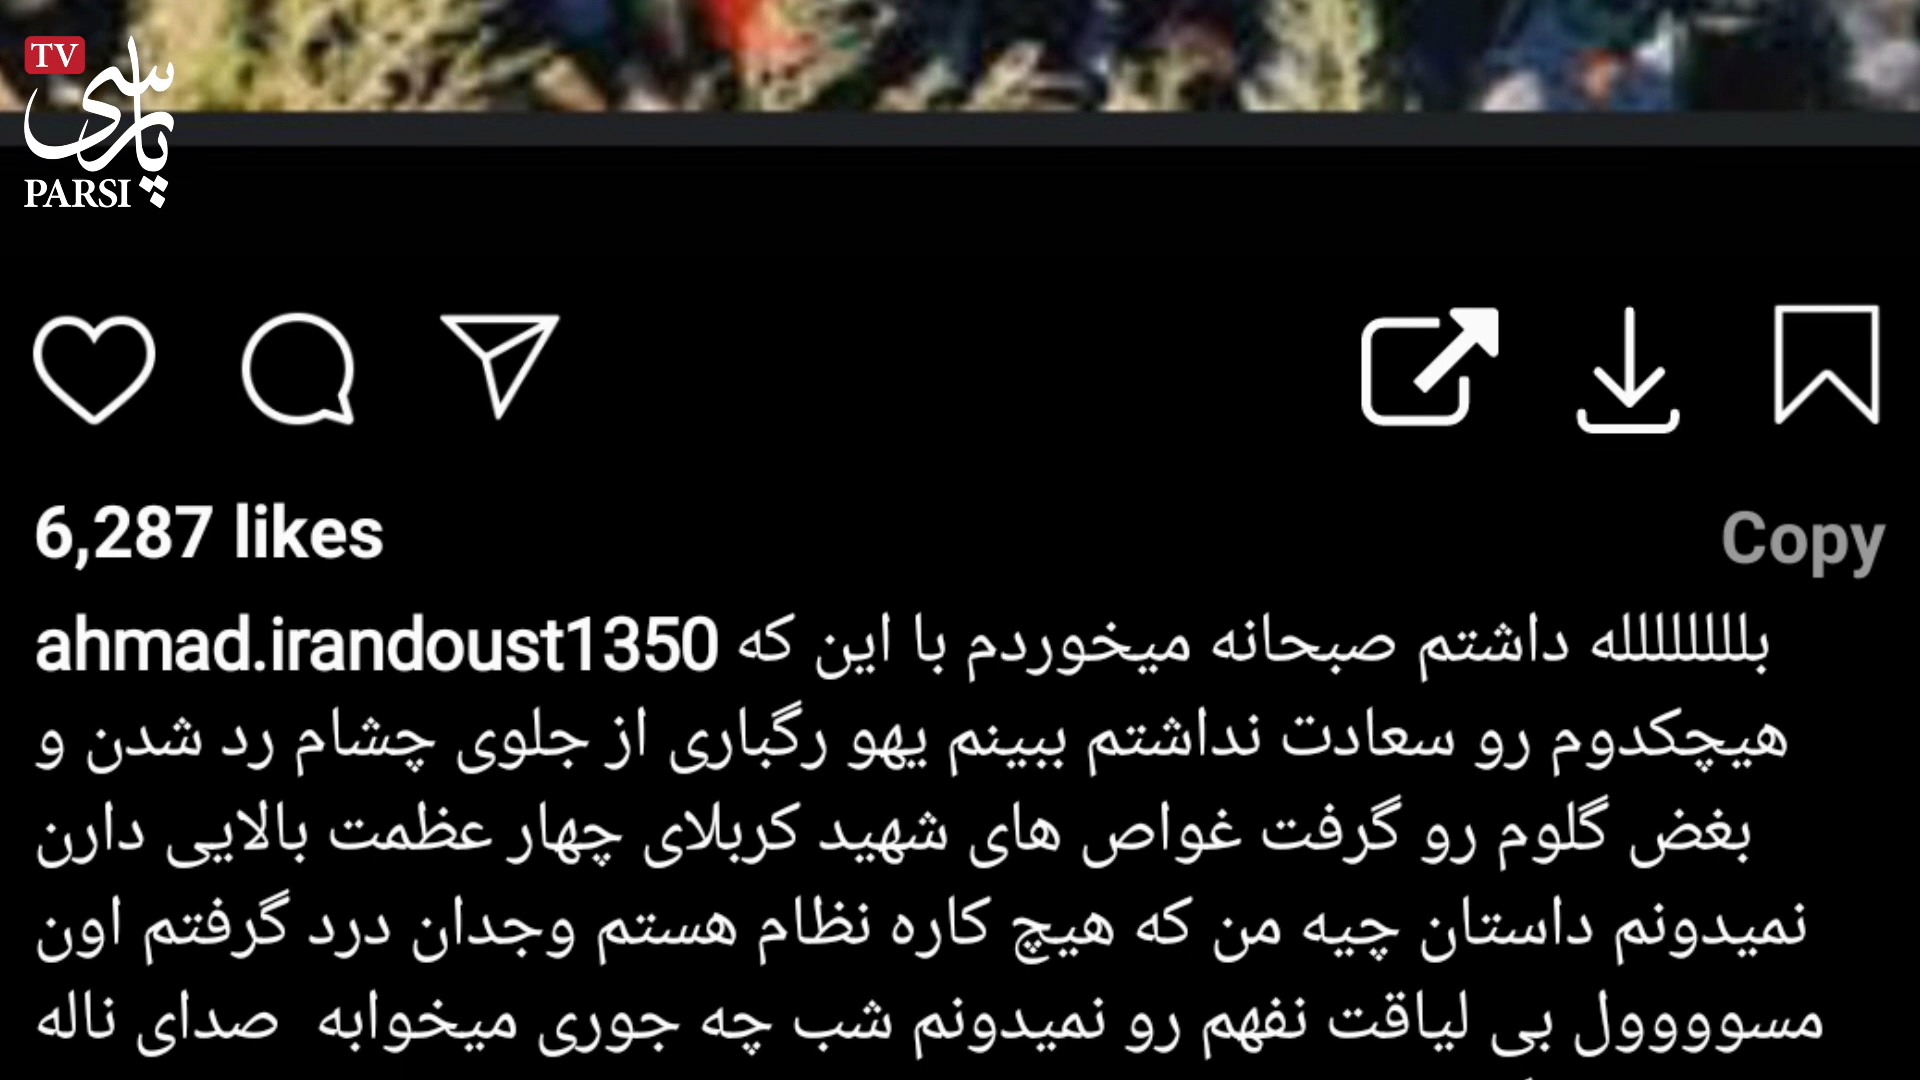 TV
پارسی
PARSI
6,287 likes
Copy
ahmad.irandoust1350 بللللللللله داشتم صبحانه میخوردم با این که
هیچکدوم رو سعادت نداشتم ببینم یهو رگباری از جلوی چشام رد شدن و
بغض گلوم رو گرفت غواص های شهید کربلای چهار عظمت بالایی دارن
نمیدونم داستان چیه من که هیچ کاره نظام هستم وجدان درد گرفتم اون
مسوووول بی لیاقت نفهم رو نمیدونم شب چه جوری میخوابه صدای ناله